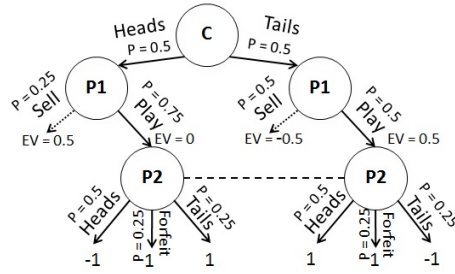 C
Heads
P = 0.5
Tails
P = 0.5
P1
P1
P = 0.25
Sell
P = 0.75
Play
P = 0.5
Sell
P = 0.5
Play
EV = 0.5
EV = 0
EV = -0.5
EV = 0.5
P2
P2
P = 0.5
Heads
P = 0.25
Forfeit
P = 0.25
Tails
P = 0.5
Heads
P = 0.25
Forfeit
P = 0.25
Tails
-1 1 1 1 1 -1